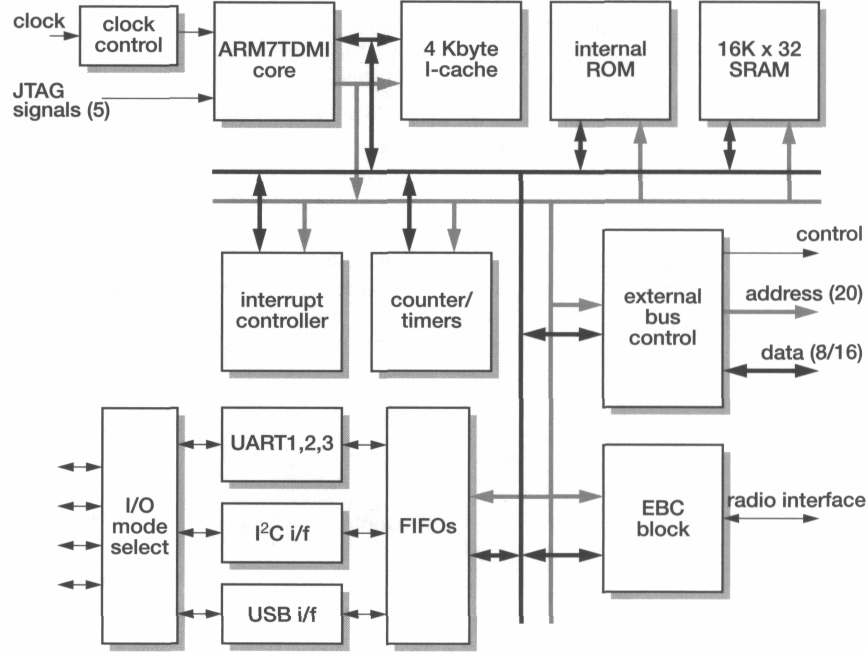 clock
clock
control
ARM7TDMI
core
4 Kbyte
I-cache
internal
ROM
16K x 32
SRAM
JTAG
signals (5)
interrupt
controller
counter/
timers
external
bus
control
control
address (20)
data (8/16)
I/O
mode
select
UART1,2,3
I²C i/f
USB i/f
FIFOs
EBC
block
radio interface